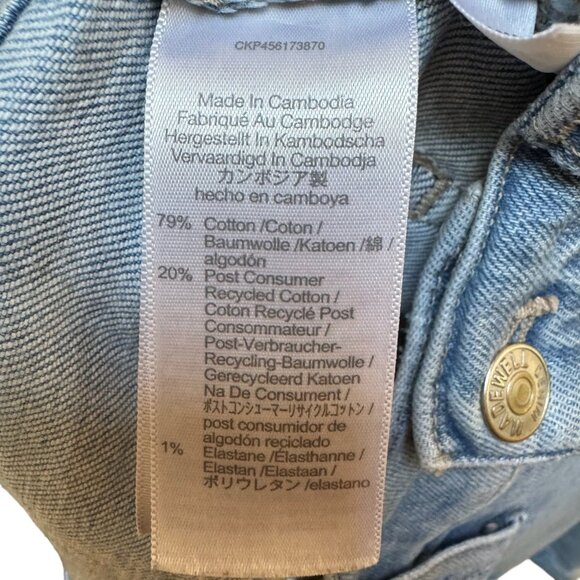 CKP456173870
Made In Cambodia
Fabriqué Au Cambodge
Hergestellt In Kambodscha
Vervaardigd In Cambodja
カンボジア製
hecho en camboya
79% Cotton /Coton /
Baumwolle /Katoen /綿 /
algodón
20% Post Consumer
Recycled Cotton /
Coton Recyclé Post
Consommateur /
Post-Verbraucher-
Recycling-Baumwolle /
Gerecycleerd Katoen
Na De Consument /
ポストコンシューマーリサイクルコットン /
post consumidor de
algodón reciclado
1% Elastane /Élasthanne /
Elastan /Elastaan /
ポリウレタン /elastano
MADEWELL DENIM